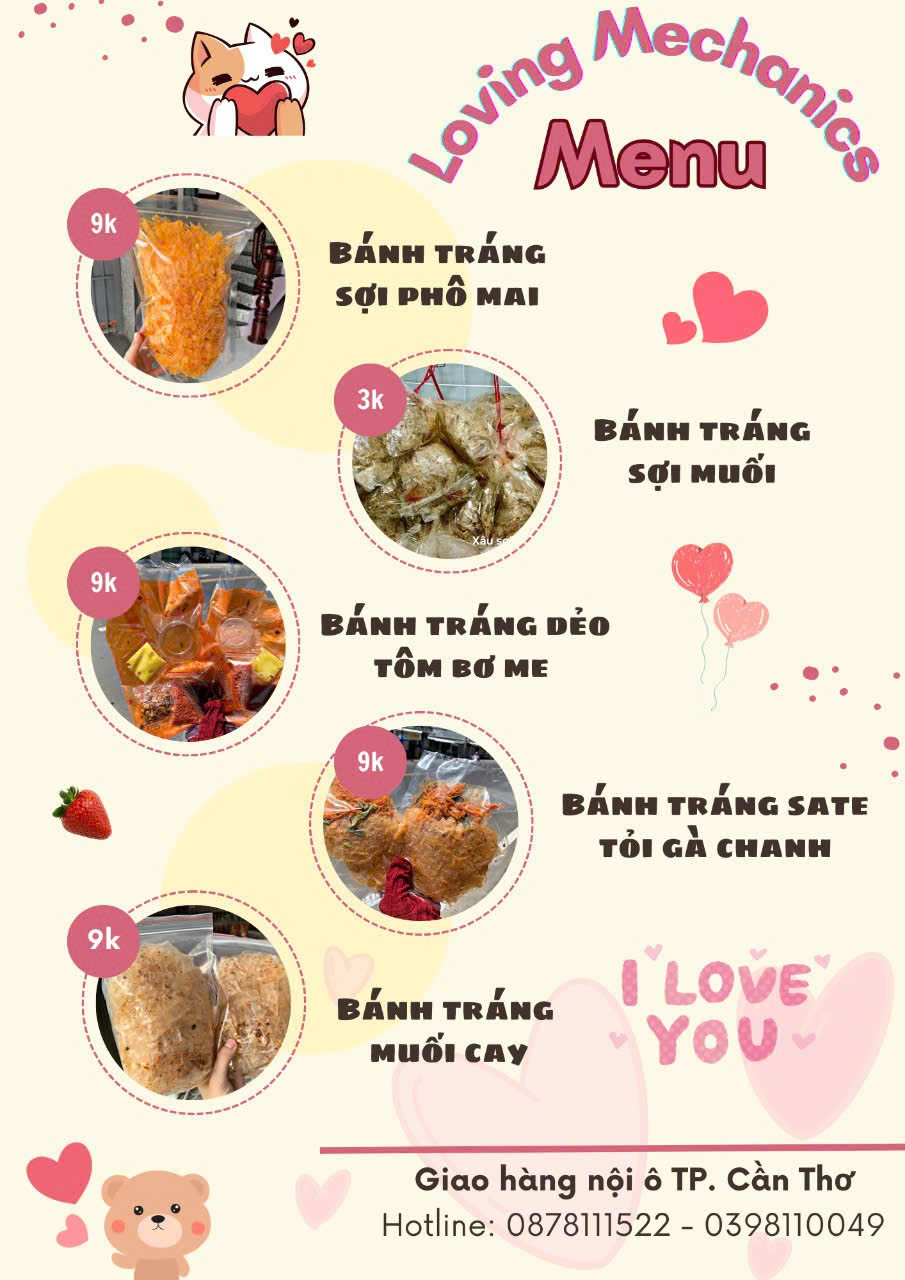 Loving Mechanics
Menu
9k
Bánh tráng
sợi phô mai
3k
Bánh tráng
sợi muối
Xâu
9k
Bánh tráng dẻo
tôm bơ me
9k
Bánh tráng sate
tỏi gà chanh
9k
Bánh tráng
muối cay
I LOVE
YOU
Giao hàng nội ô TP. Cần Thơ
Hotline: 0878111522 - 0398110049